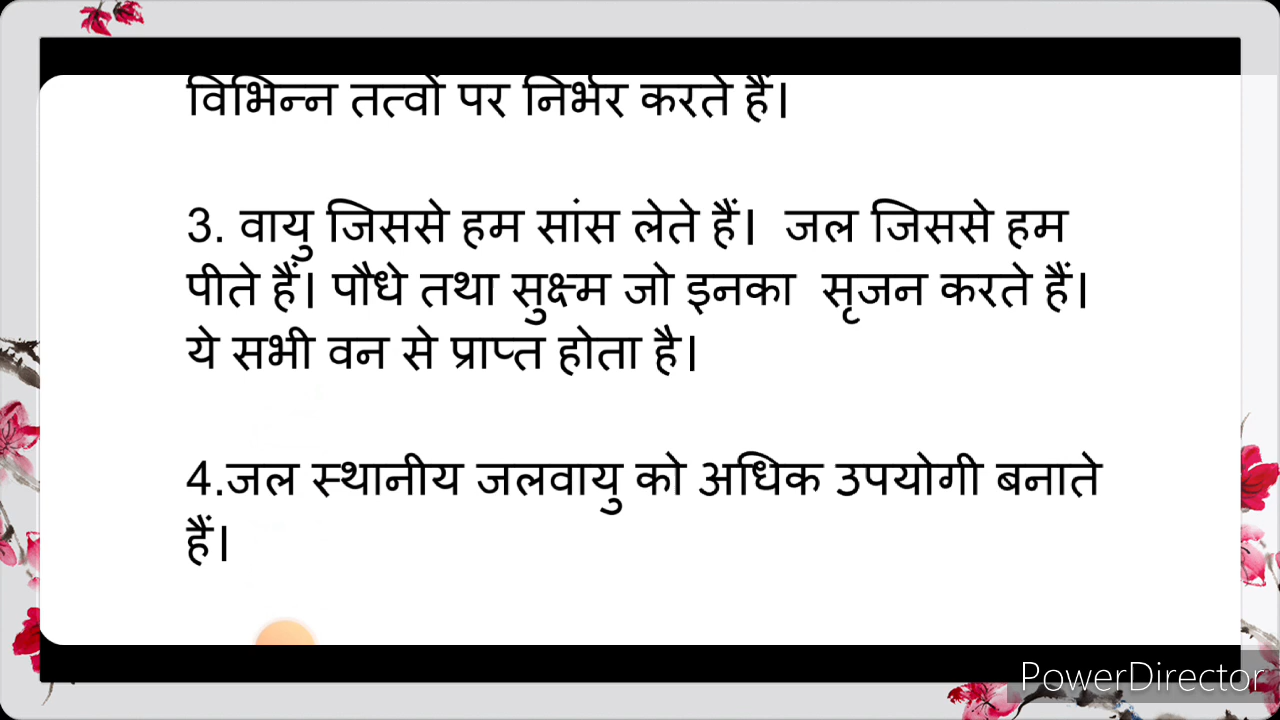 विभिन्न तत्वों पर निर्भर करते हैं।
3. वायु जिससे हम सांस लेते हैं।  जल जिससे हम
पीते हैं। पौधे तथा सुक्ष्म जो इनका  सृजन करते हैं।
ये सभी वन से प्राप्त होता है।
4.जल स्थानीय जलवायु को अधिक उपयोगी बनाते
हैं।
PowerDirector